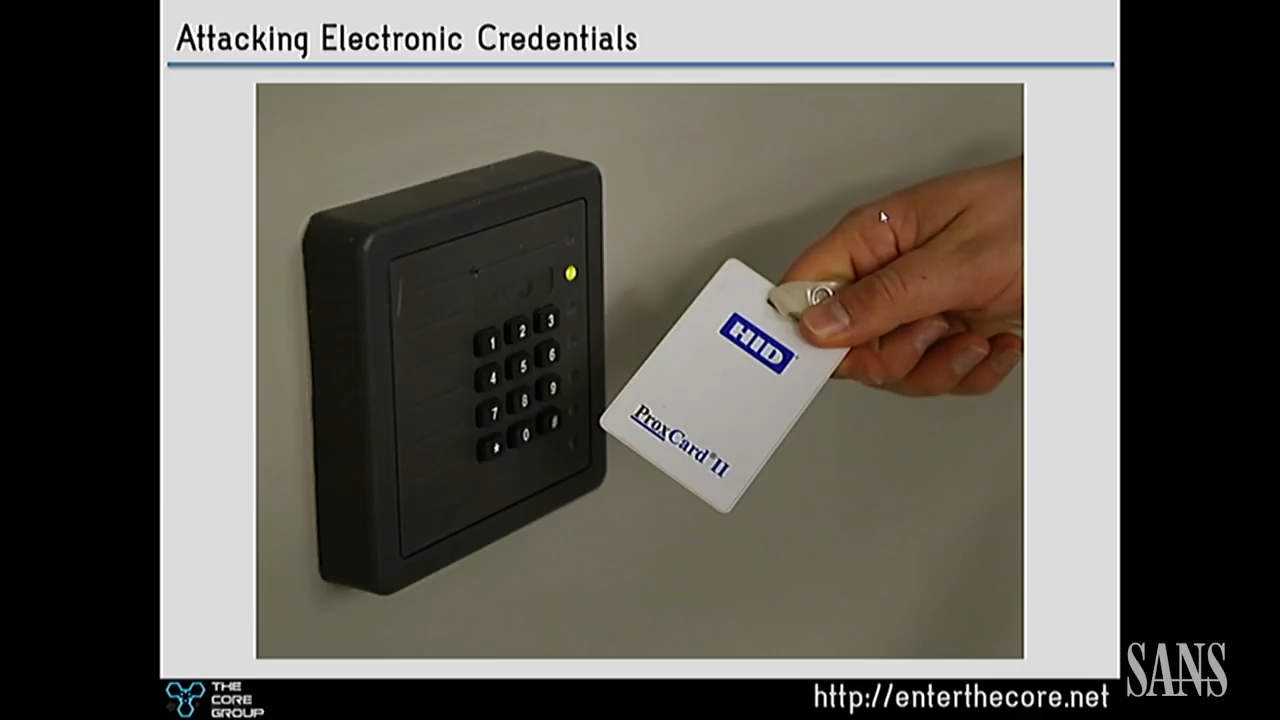 Attacking Electronic Credentials
1 2 3
4 5 6
7 8 9
* 0 #
HID
ProxCard® II
THE
CORE
GROUP
http://enterthecore.net
SANS